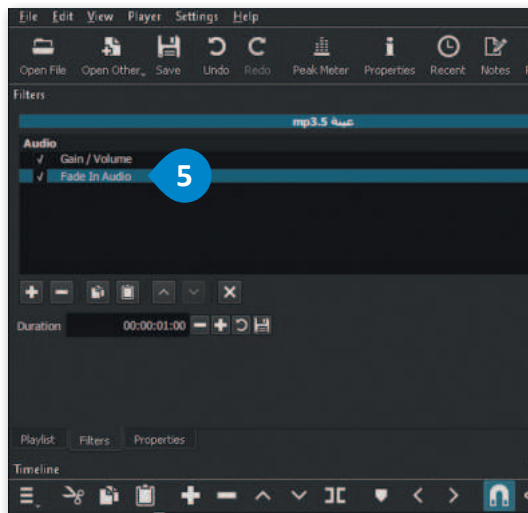 File Edit View Player Settings Help
Open File Open Other... Save Undo Redo Peak Meter Properties Recent Notes
Filters
عينة mp3.5
Audio
✓ Gain / Volume
✓ Fade In Audio 5
Duration 00:00:01:00
Playlist Filters Properties
Timeline